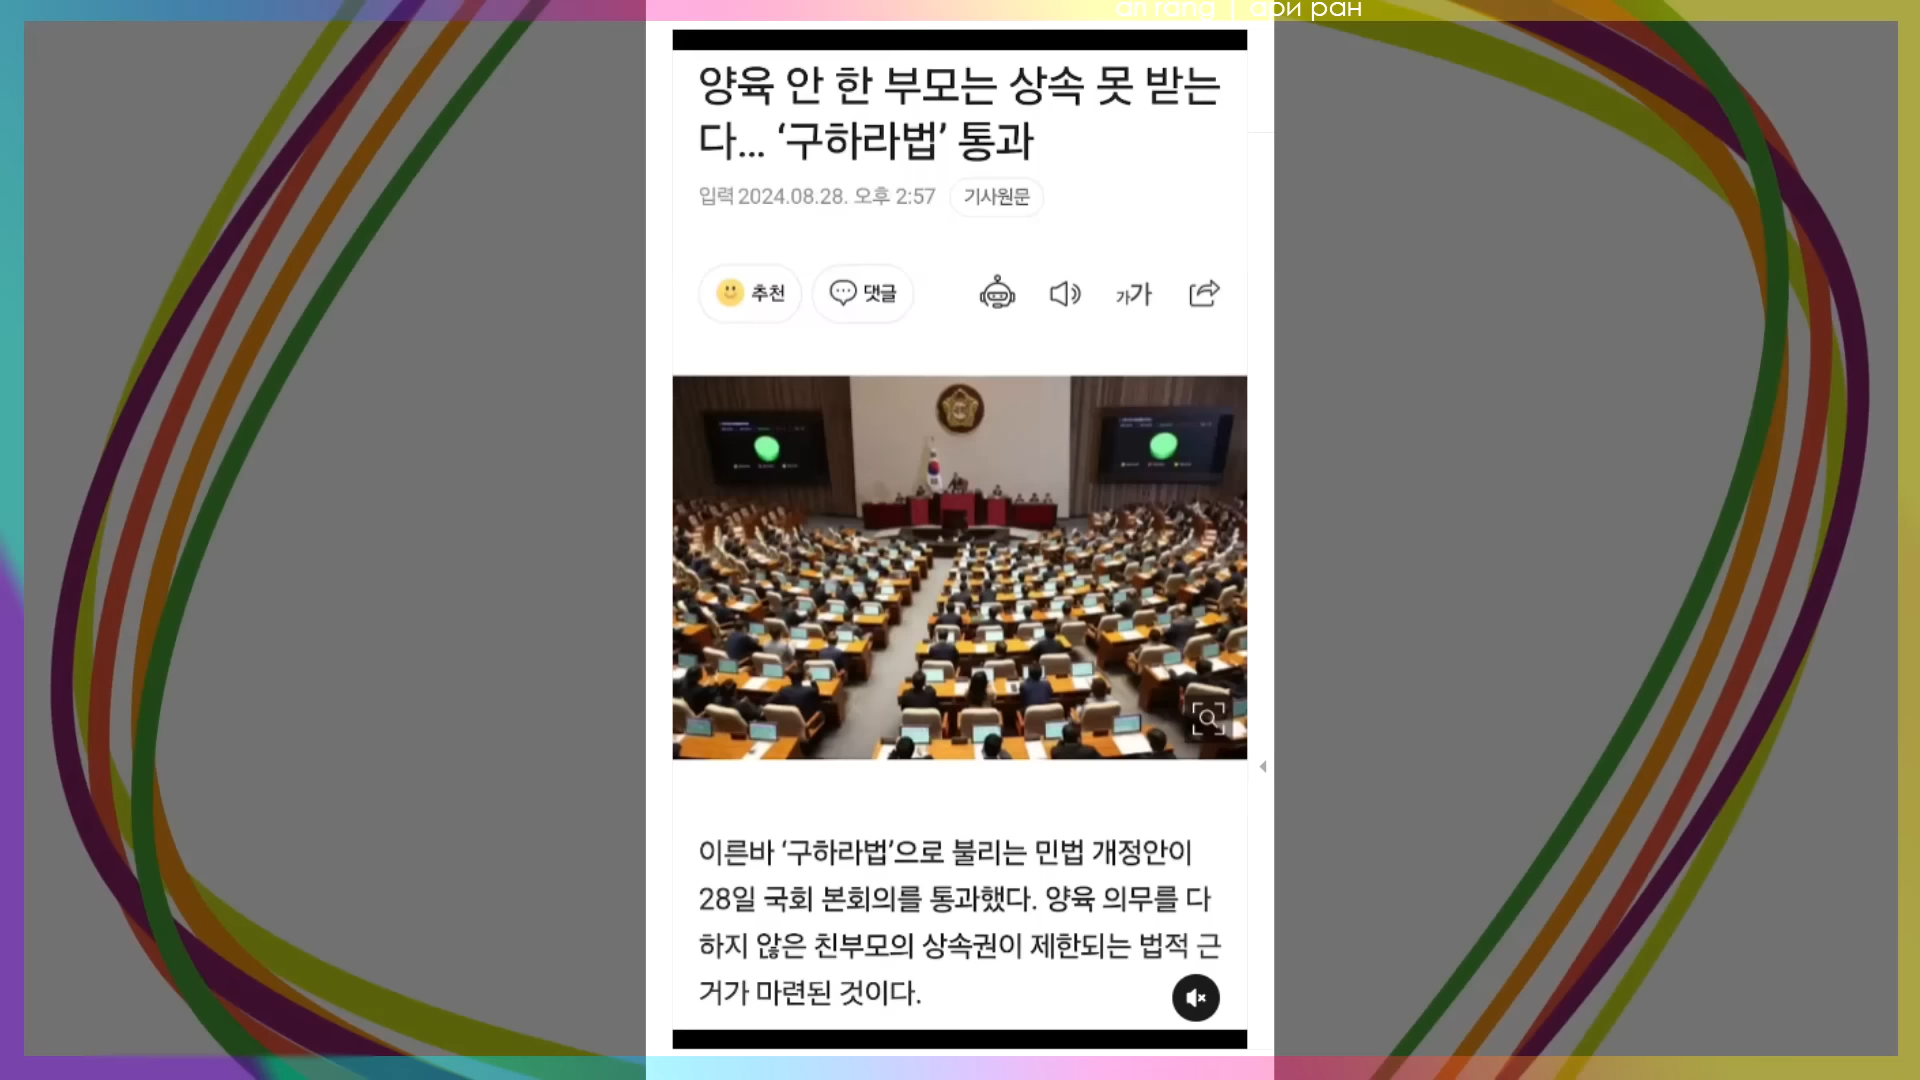 ari rang | ари ран
양육 안 한 부모는 상속 못 받는
다... ‘구하라법’ 통과
입력 2024.08.28. 오후 2:57 기사원문
추천 댓글 가가
이른바 ‘구하라법’으로 불리는 민법 개정안이
28일 국회 본회의를 통과했다. 양육 의무를 다
하지 않은 친부모의 상속권이 제한되는 법적 근
거가 마련된 것이다.